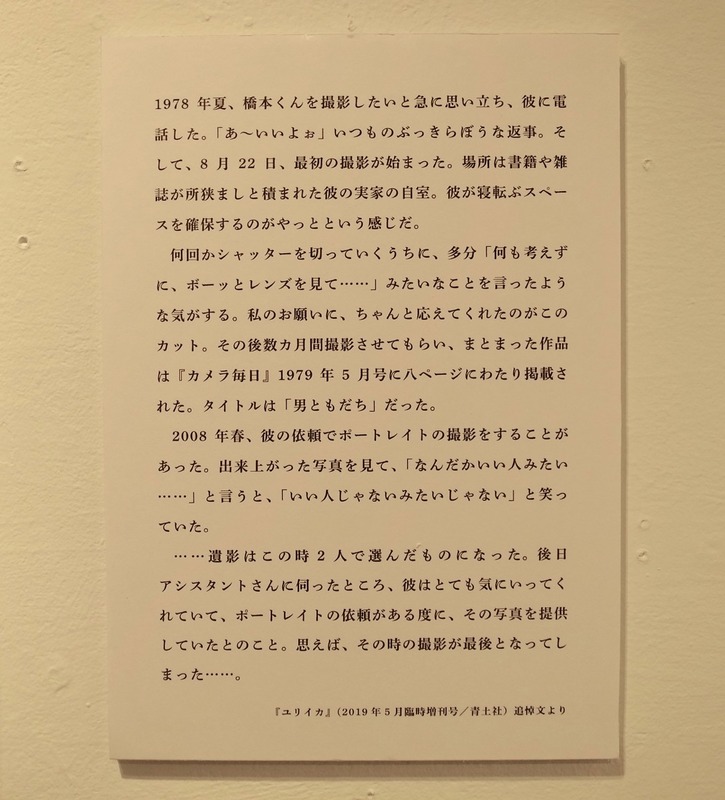 1978 年夏、橋本くんを撮影したいと急に思い立ち、彼に電
話した。「あ〜いいよぉ」いつものぶっきらぼうな返事。そ
して、8 月 22 日、最初の撮影が始まった。場所は書籍や雑
誌が所狭ましと積まれた彼の実家の自室。彼が寝転ぶスペー
スを確保するのがやっとという感じだ。
何回かシャッターを切っていくうちに、多分「何も考えず
に、ボーッとレンズを見て……」みたいなことを言ったよう
な気がする。私のお願いに、ちゃんと応えてくれたのがこの
カット。その後数カ月間撮影させてもらい、まとまった作品
は『カメラ毎日』1979 年 5 月号に八ページにわたり掲載さ
れた。タイトルは「男ともだち」だった。
2008 年春、彼の依頼でポートレイトの撮影をすることが
あった。出来上がった写真を見て、「なんだかいい人みたい
……」と言うと、「いい人じゃないみたいじゃない」と笑っ
ていた。
……遺影はこの時 2 人で選んだものになった。後日
アシスタントさんに伺ったところ、彼はとても気にいってく
れていて、ポートレイトの依頼がある度に、その写真を提供
していたとのこと。思えば、その時の撮影が最後となってし
まった……。
『ユリイカ』（2019 年 5 月臨時増刊号／青土社）追悼文より